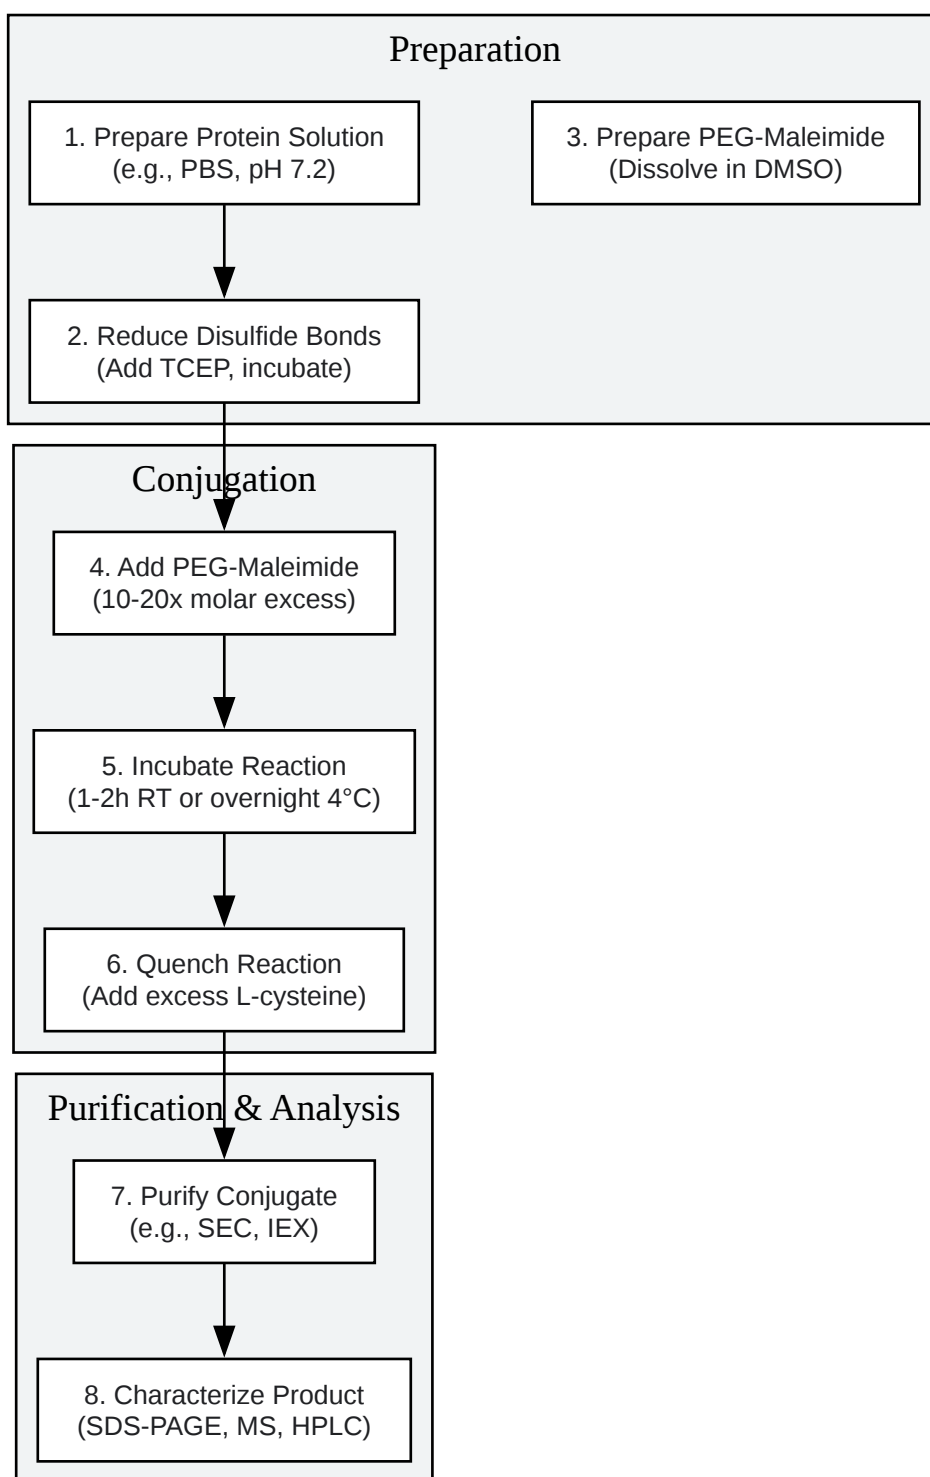 Preparation
1. Prepare Protein Solution
(e.g., PBS, pH 7.2)
3. Prepare PEG-Maleimide
(Dissolve in DMSO)
2. Reduce Disulfide Bonds
(Add TCEP, incubate)
Conjugation
4. Add PEG-Maleimide
(10-20x molar excess)
5. Incubate Reaction
(1-2h RT or overnight 4°C)
6. Quench Reaction
(Add excess L-cysteine)
Purification & Analysis
7. Purify Conjugate
(e.g., SEC, IEX)
8. Characterize Product
(SDS-PAGE, MS, HPLC)